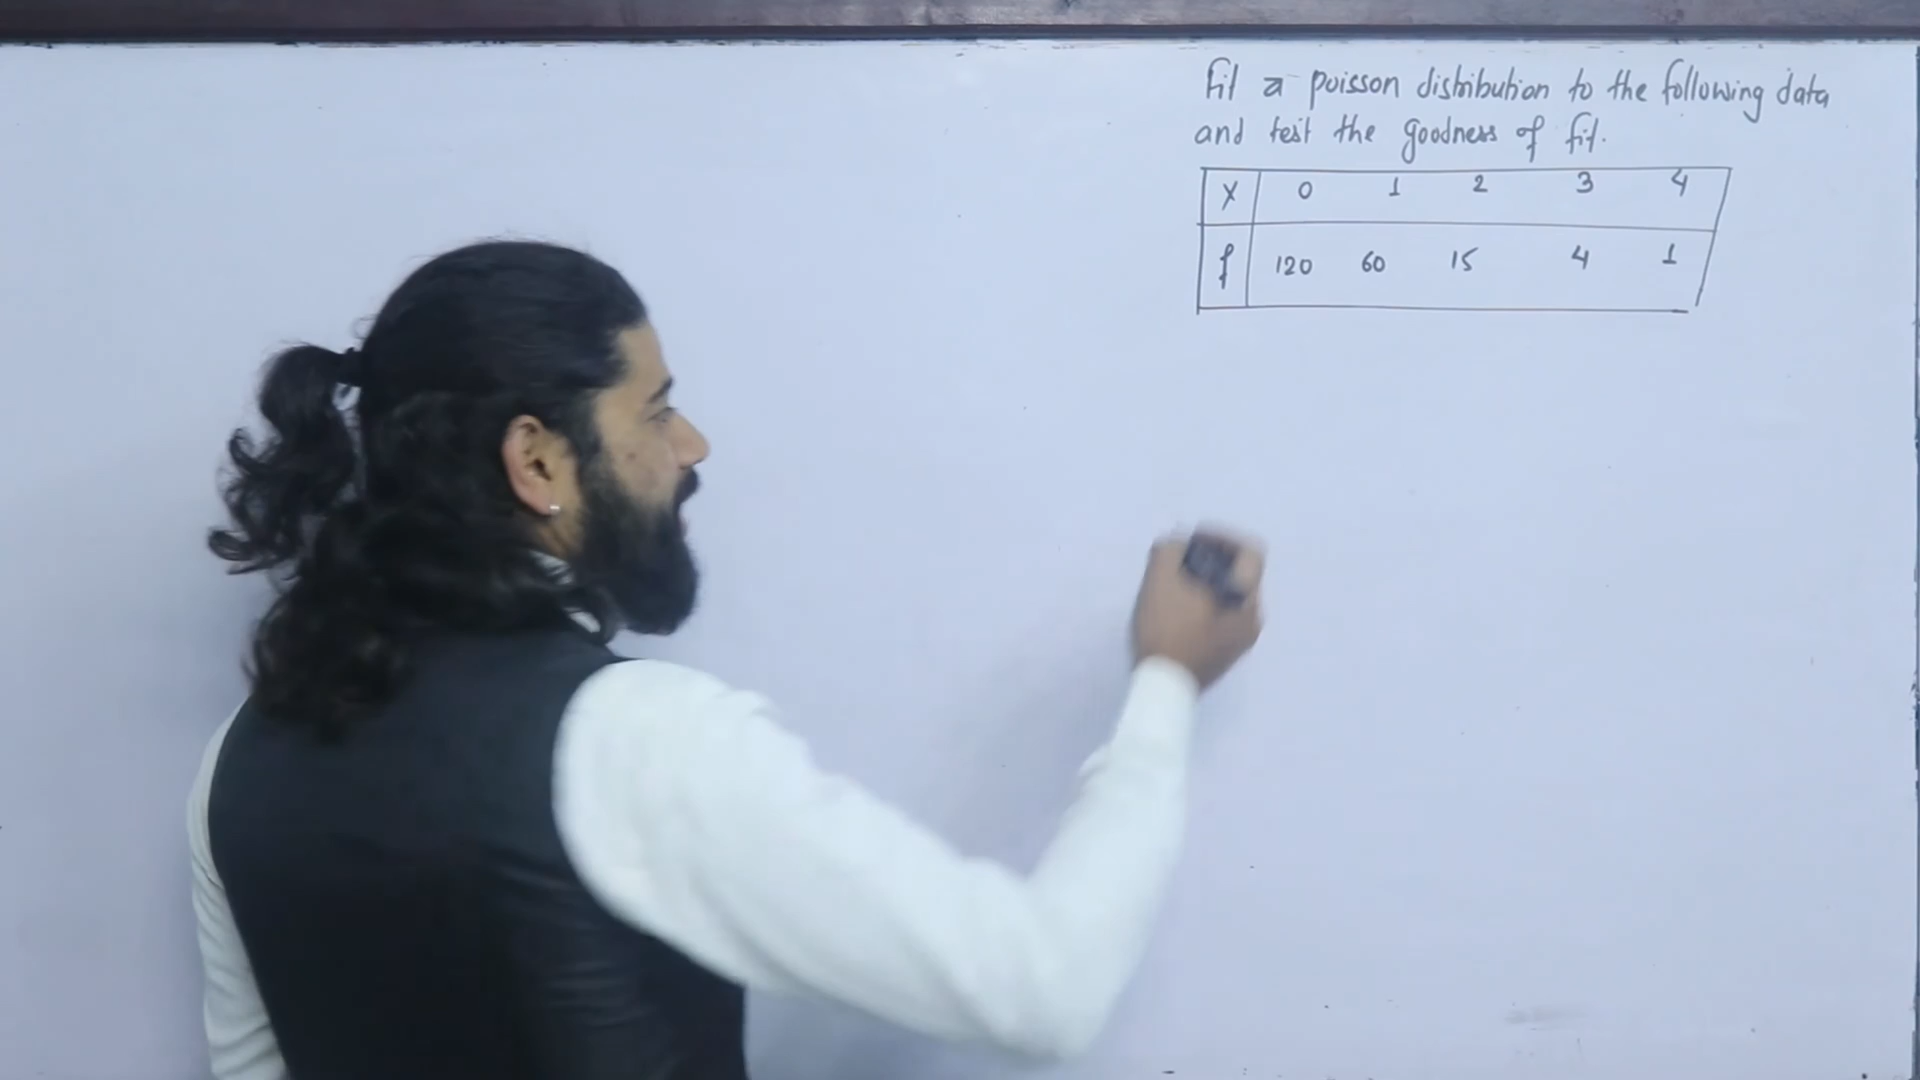 Fit a poisson distribution to the following data
and test the goodness of fit.
X 0 1 2 3 4
f 120 60 15 4 1